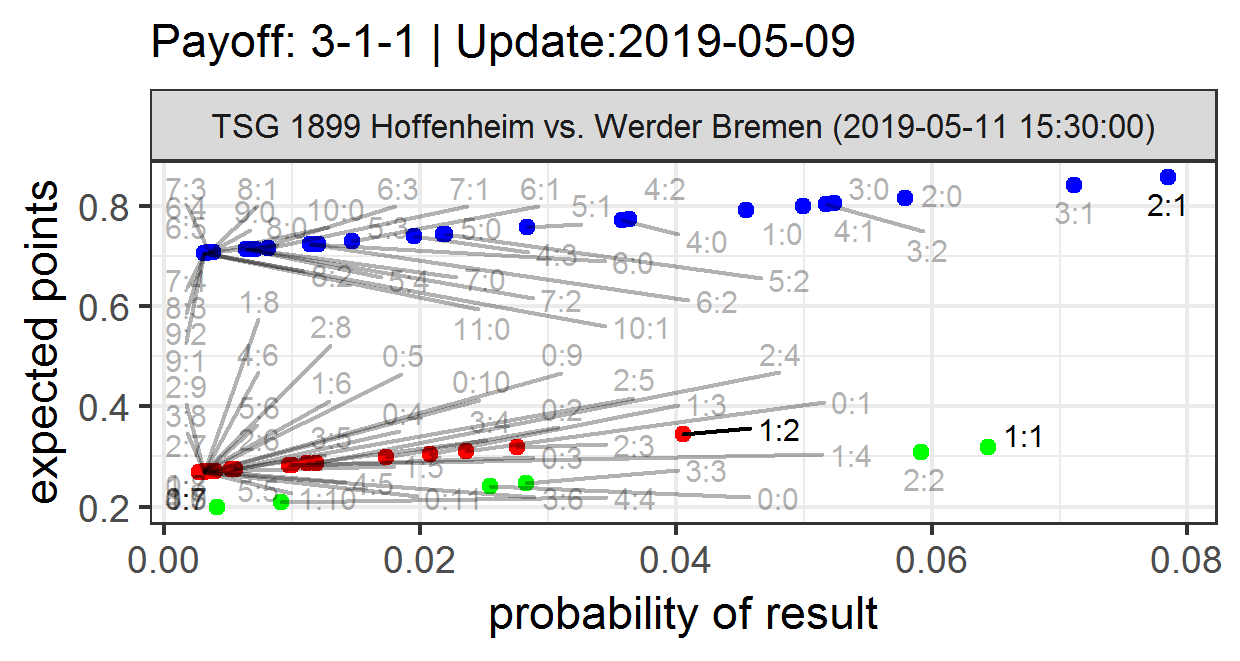 Payoff: 3-1-1 | Update:2019-05-09
TSG 1899 Hoffenheim vs. Werder Bremen (2019-05-11 15:30:00)
expected points
0.8
0.6
0.4
0.2
7:3 8:1 6:3 7:1 6:1 4:2 3:0 2:0
6:4 9:0 10:0 5:1 3:1 2:1
8:0 5:3 5:0 4:0 1:0 4:1
4:3 6:0 3:2
7:4 8:2 5:4 7:0 5:2
8:3 1:8 7:2 6:2
9:2 2:8 11:0 10:1
9:1 4:6 0:5 0:9 2:4
2:9 1:6 0:10 2:5
3:8 5:6 0:4 0:2 1:3 0:1
2:7 2:6 3:5 3:4 2:3 1:2 1:1
1:5 0:3 3:3 1:4
4:5 2:2
5:5 1:10 0:11 3:6 4:4 0:0
0.00 0.02 0.04 0.06 0.08
probability of result